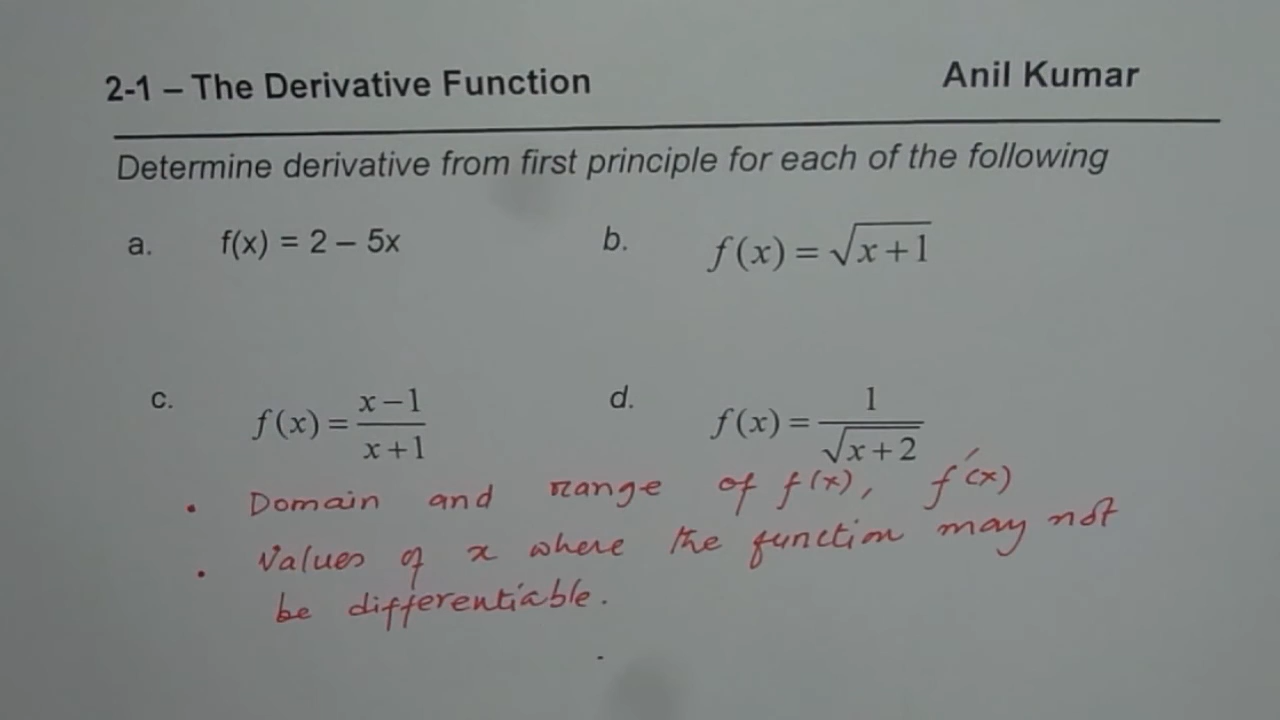 2-1 – The Derivative Function Anil Kumar
Determine derivative from first principle for each of the following
a. f(x) = 2 – 5x b. f(x) = √(x+1)
c. f(x) = (x−1)/(x+1) d. f(x) = 1/√(x+2)
• Domain and range of f(x), f'(x)
• Values of x where the function may not
be differentiable.